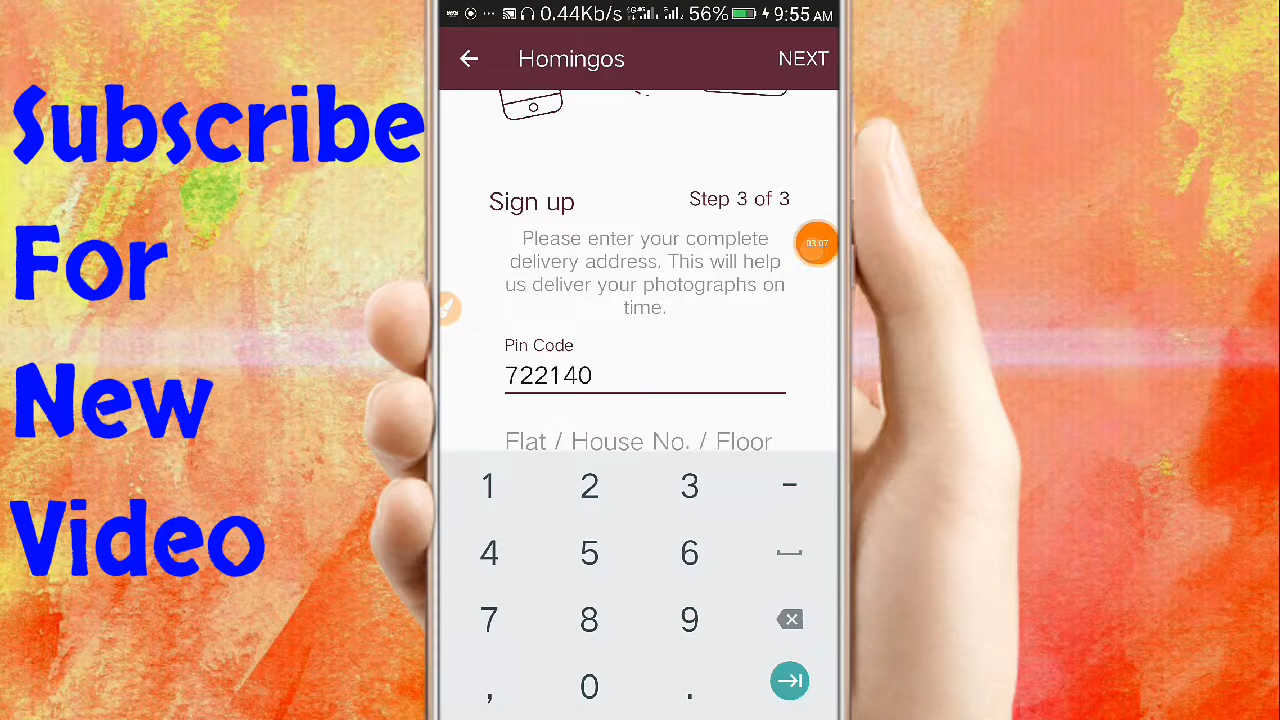 Subscribe
For
New
Video
0.44Kb/s 56% 9:55 AM
Homingos NEXT
Sign up Step 3 of 3
Please enter your complete
delivery address. This will help
us deliver your photographs on
time.
03:07
Pin Code
722140
Flat / House No. / Floor
1 2 3 -
4 5 6
7 8 9
, 0 .